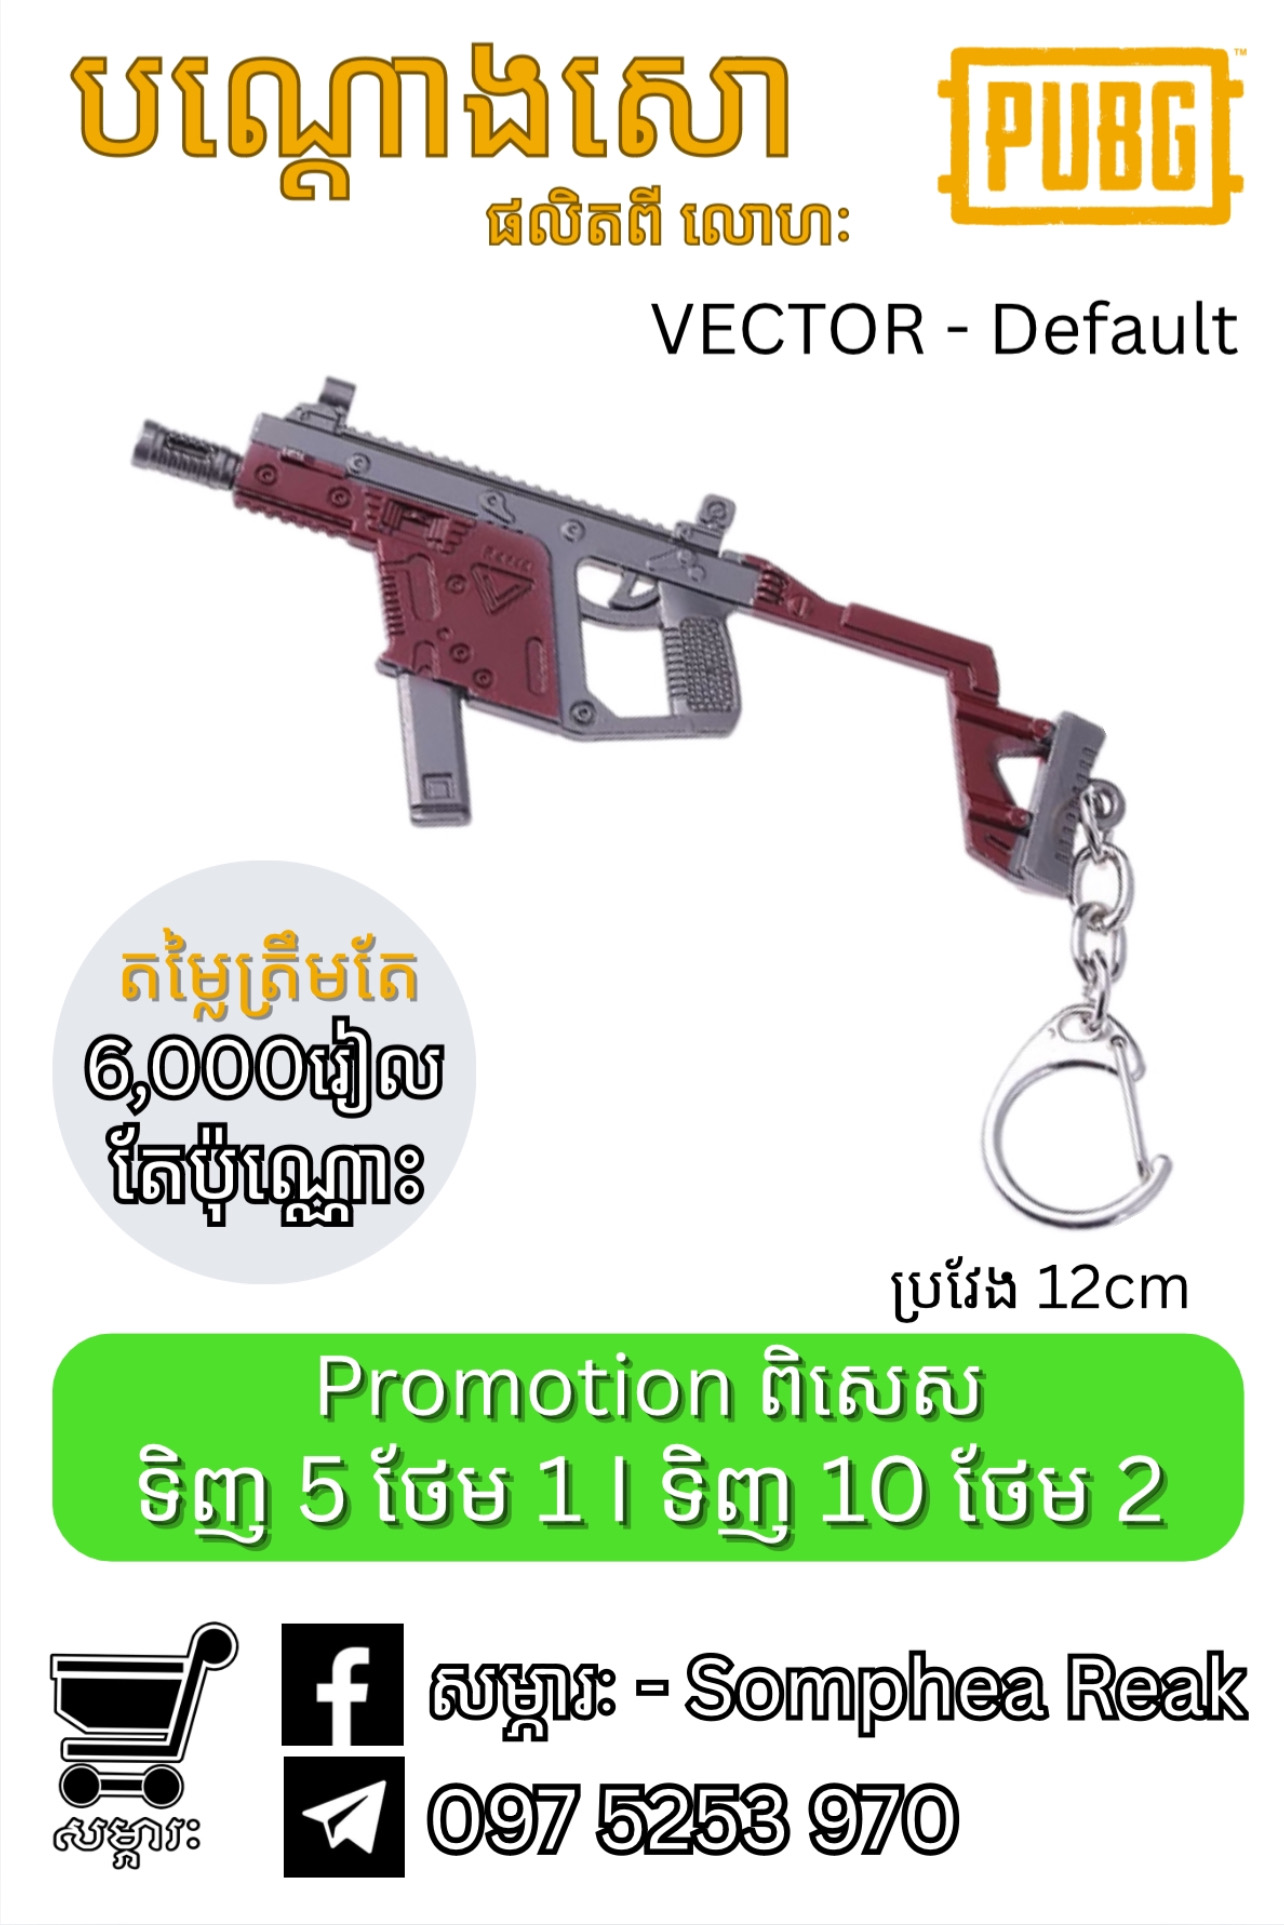 បណ្ដោងសោ
PUBG™
ផលិតពី លោហៈ
VECTOR - Default
តម្លៃត្រឹមតែ
6,000រៀល
តែប៉ុណ្ណោះ
ប្រវែង 12cm
Promotion ពិសេស
ទិញ 5 ថែម 1 | ទិញ 10 ថែម 2
សម្ភារៈ - Somphea Reak
097 5253 970
សម្ភារៈ